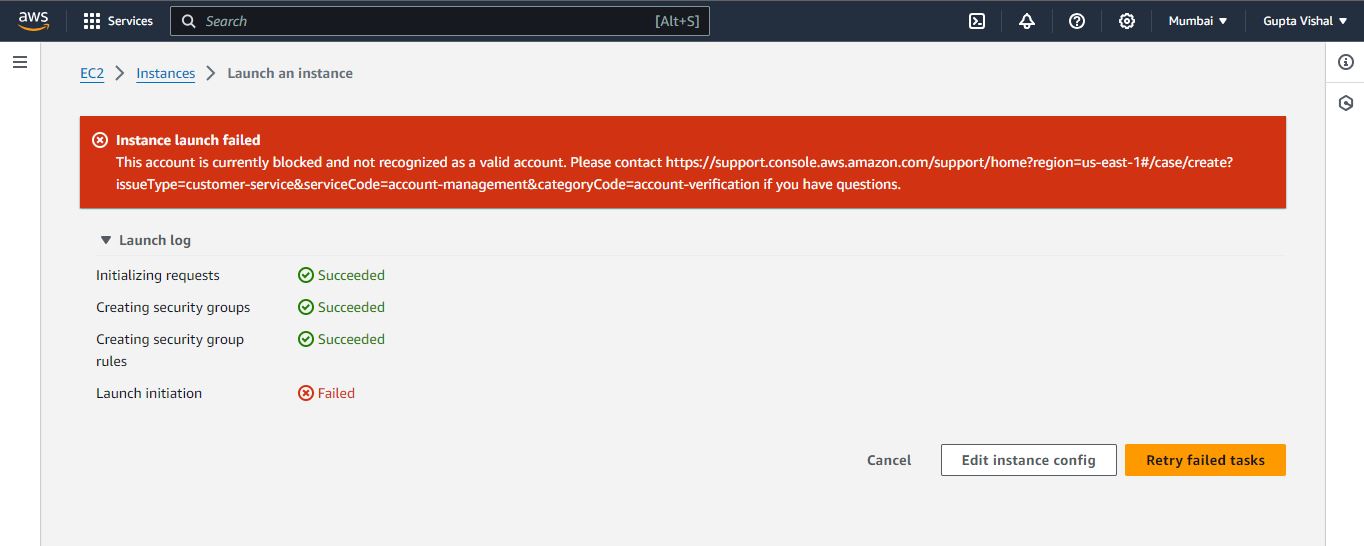 aws
Services
Search
[Alt+S]
Mumbai
Gupta Vishal
EC2
Instances
Launch an instance
Instance launch failed
This account is currently blocked and not recognized as a valid account. Please contact https://support.console.aws.amazon.com/support/home?region=us-east-1#/case/create?
issueType=customer-service&serviceCode=account-management&categoryCode=account-verification if you have questions.
Launch log
Initializing requests
Succeeded
Creating security groups
Succeeded
Creating security group
rules
Succeeded
Launch initiation
Failed
Cancel
Edit instance config
Retry failed tasks